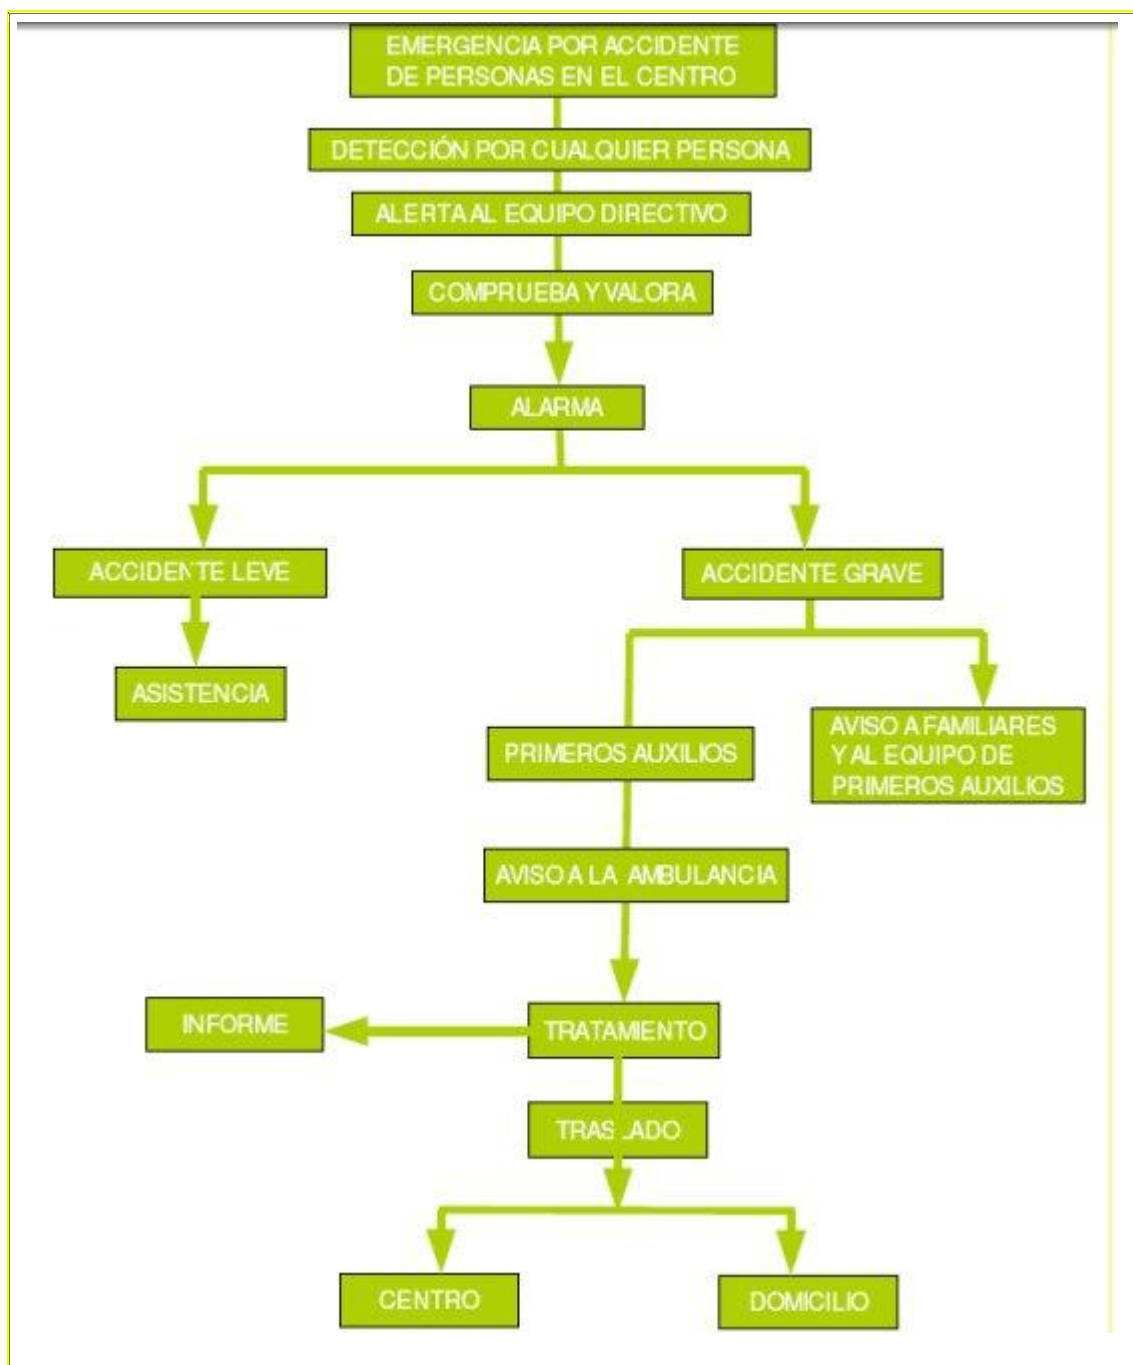 EMERGENCIA POR ACCIDENTE
DE PERSONAS EN EL CENTRO
DETECCIÓN POR CUALQUIER PERSONA
ALERTA AL EQUIPO DIRECTIVO
COMPRUEBA Y VALORA
ALARMA
ACCIDENTE LEVE
ACCIDENTE GRAVE
ASISTENCIA
PRIMEROS AUXILIOS
AVISO A FAMILIARES
Y AL EQUIPO DE
PRIMEROS AUXILIOS
AVISO A LA AMBULANCIA
INFORME
TRATAMIENTO
TRASLADO
CENTRO
DOMICILIO